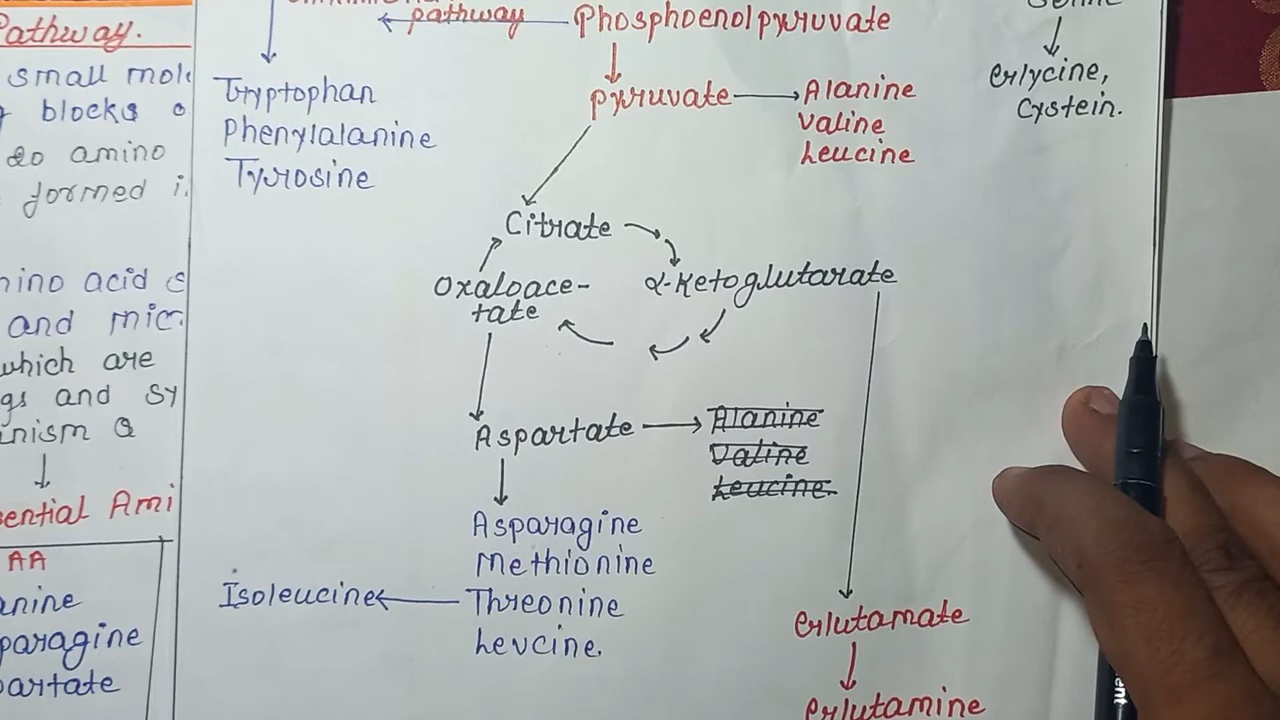 Pathway.
small mol
blocks o
20 amino
formed i
mino acid s
and mic
which are
gs and sy
nism &
sential Ami
AA
anine
paragine
partate
pathway Phosphoenolpyruvate
Tryptophan
Phenylalanine
Tyrosine
Pyruvate
Alanine
Valine
Leucine
Glycine,
Cystein.
Citrate
Oxaloace-
tate
α-Ketoglutarate
Aspartate
Alanine
Valine
Leucine.
Asparagine
Methionine
Isoleucine Threonine
Levcine.
Glutamate
Glutamine